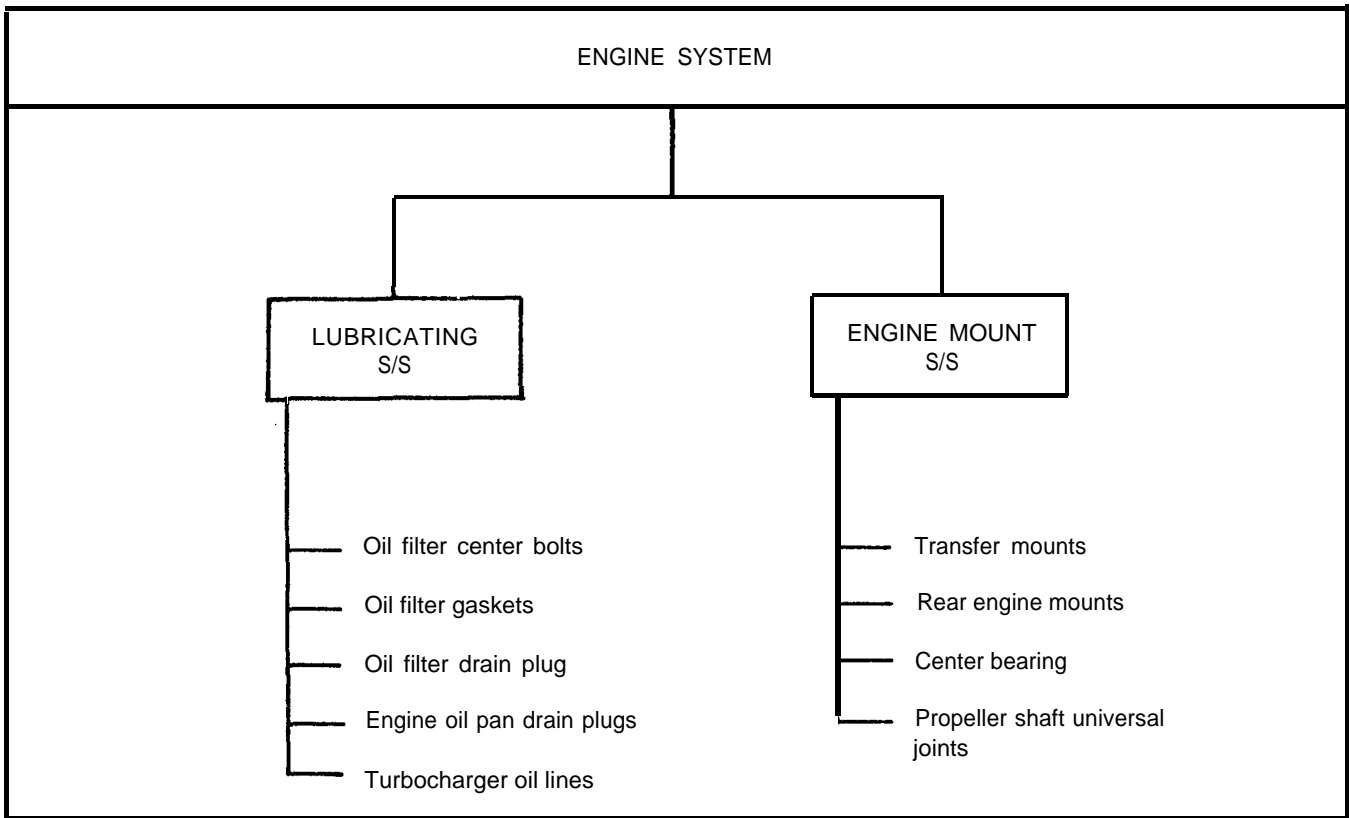 ENGINE SYSTEM
LUBRICATING
S/S
Oil filter center bolts
Oil filter gaskets
Oil filter drain plug
Engine oil pan drain plugs
Turbocharger oil lines
ENGINE MOUNT
S/S
Transfer mounts
Rear engine mounts
Center bearing
Propeller shaft universal
joints